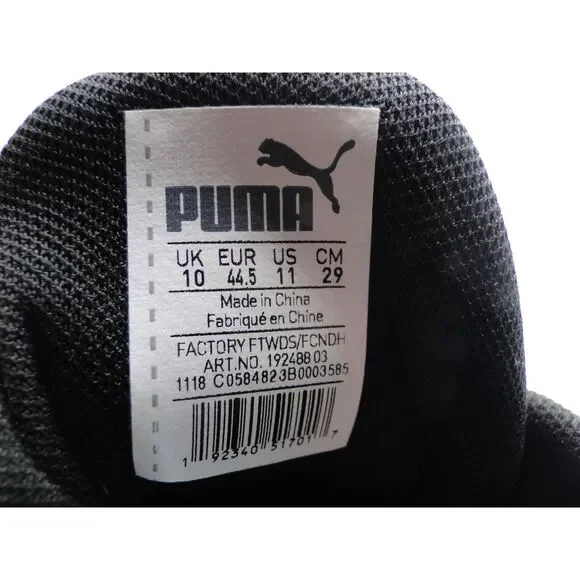 PUMA
UK EUR US CM
10 44.5 11 29
Made in China
Fabriqué en Chine
FACTORY FTWDS/FCNDH
ART.NO. 192488 03
1118 C0584823B0003585
1 92340 51701 7